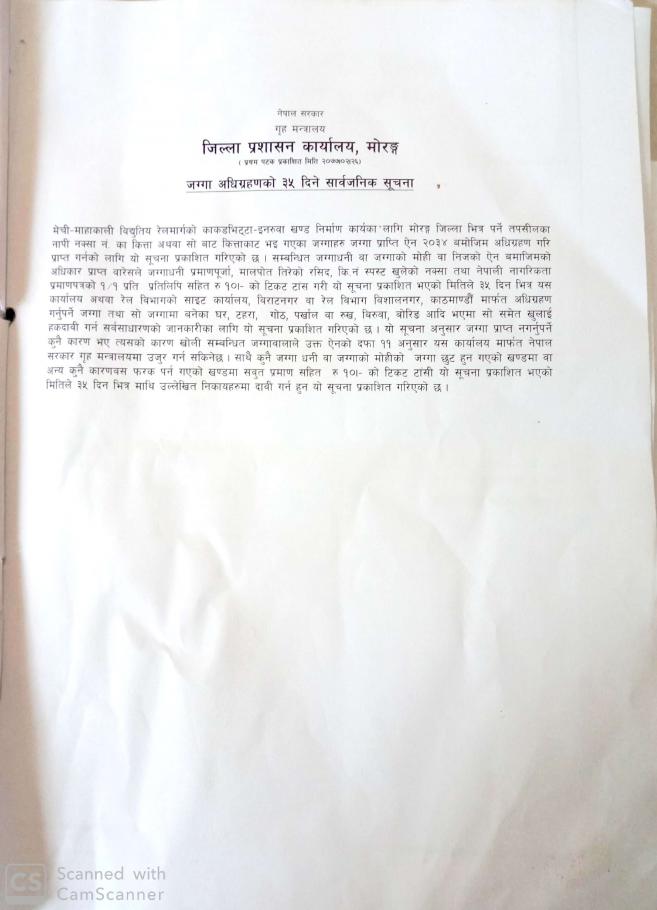 नेपाल सरकार
गृह मन्त्रालय
जिल्ला प्रशासन कार्यालय, मोरङ्ग
( प्रथम पटक प्रकाशित मिति २०७७।०२।२६)
जग्गा अधिग्रहणको ३५ दिने सार्वजनिक सूचना
मेची-माहाकाली विद्युतिय रेलमार्गको काकडभिट्टा-इनरुवा खण्ड निर्माण कार्यका लागि मोरङ्ग जिल्ला भित्र पर्ने तपसीलका
नापी नक्सा नं. का कित्ता अथवा सो बाट कित्ताकाट भइ गएका जग्गाहरु जग्गा प्राप्ति ऐन २०३४ बमोजिम अधिग्रहण गरि
प्राप्त गर्नको लागि यो सूचना प्रकाशित गरिएको छ । सम्बन्धित जग्गाधनी वा जग्गाको मोही वा निजको ऐन बमाजिमको
अधिकार प्राप्त वारेसले जग्गाधनी प्रमाणपूर्जा, मालपोत तिरेको रसिद, कि.नं स्पस्ट खुलेको नक्सा तथा नेपाली नागरिकता
प्रमाणपत्रको १/१ प्रति प्रतिलिपि सहित रु १०।- को टिकट टांस गरी यो सूचना प्रकाशित भएको मितिले ३५ दिन भित्र यस
कार्यालय अथवा रेल विभागको साइट कार्यालय, विराटनगर वा रेल विभाग विशालनगर, काठमाण्डौं मार्फत अधिग्रहण
गर्नुपर्ने जग्गा तथा सो जग्गामा बनेका घर, टहरा, गोठ, पर्खाल वा रुख, विरुवा, बोरिङ आदि भएमा सो समेत खुलाई
हकदावी गर्न सर्वसाधारणको जानकारीका लागि यो सूचना प्रकाशित गरिएको छ । यो सूचना अनुसार जग्गा प्राप्त नगर्नुपर्ने
कुनै कारण भए त्यसको कारण खोली सम्बन्धित जग्गावालाले उक्त ऐनको दफा ११ अनुसार यस कार्यालय मार्फत नेपाल
सरकार गृह मन्त्रालयमा उजुर गर्न सकिनेछ । साथै कुनै जग्गा धनी वा जग्गाको मोहीको जग्गा छुट हुन गएको खण्डमा वा
अन्य कुनै कारणबस फरक पर्न गएको खण्डमा सबुत प्रमाण सहित रु १०।- को टिकट टांसी यो सूचना प्रकाशित भएको
मितिले ३५ दिन भित्र माथि उल्लेखित निकायहरुमा दावी गर्न हुन यो सूचना प्रकाशित गरिएको छ ।
CS Scanned with
CamScanner